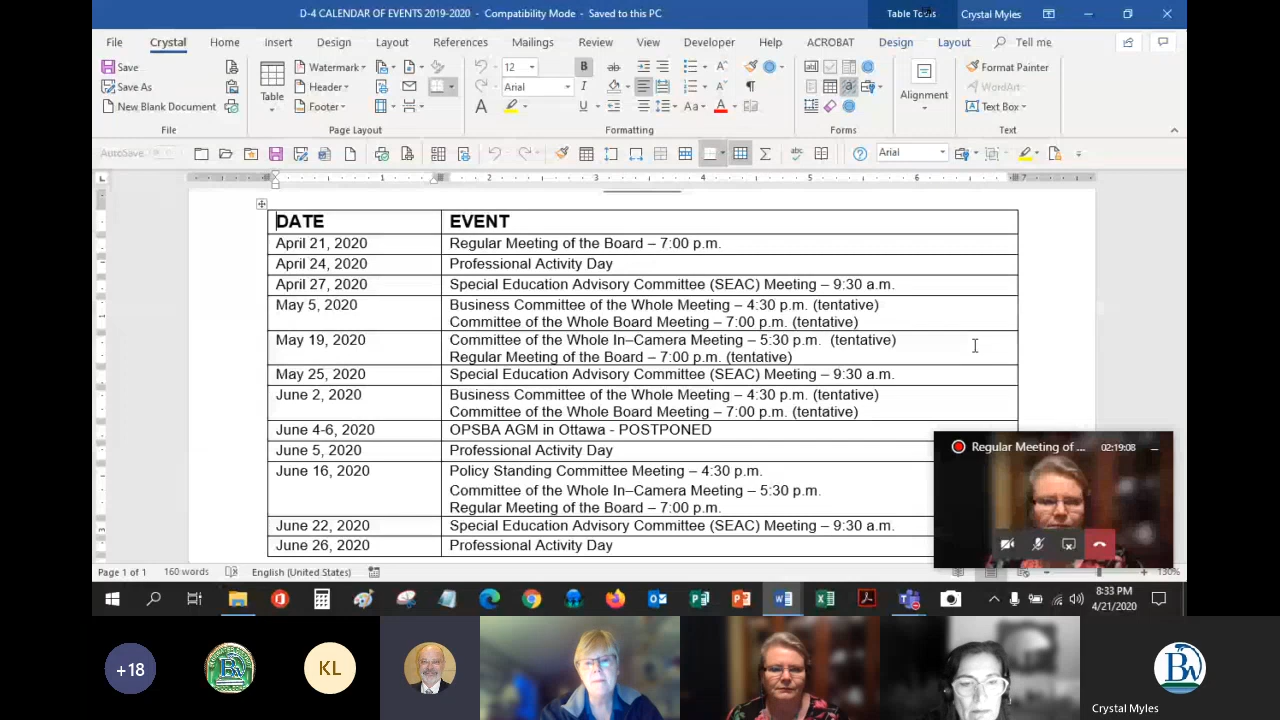 D-4 CALENDAR OF EVENTS 2019-2020 - Compatibility Mode - Saved to this PC
Table Tools
Crystal Myles
File Crystal Home Insert Design Layout References Mailings Review View Developer Help ACROBAT Design Layout Tell me
Save
Save As
New Blank Document
File
Table
Watermark
Header
Footer
Page Layout
12
Arial
Formatting
Forms
Alignment
Format Painter
WordArt
Text Box
Text
AutoSave
Arial
1 2 3 4 5 6 7
DATE EVENT
April 21, 2020 Regular Meeting of the Board – 7:00 p.m.
April 24, 2020 Professional Activity Day
April 27, 2020 Special Education Advisory Committee (SEAC) Meeting – 9:30 a.m.
May 5, 2020 Business Committee of the Whole Meeting – 4:30 p.m. (tentative)
Committee of the Whole Board Meeting – 7:00 p.m. (tentative)
May 19, 2020 Committee of the Whole In–Camera Meeting – 5:30 p.m. (tentative)
Regular Meeting of the Board – 7:00 p.m. (tentative)
May 25, 2020 Special Education Advisory Committee (SEAC) Meeting – 9:30 a.m.
June 2, 2020 Business Committee of the Whole Meeting – 4:30 p.m. (tentative)
Committee of the Whole Board Meeting – 7:00 p.m. (tentative)
June 4-6, 2020 OPSBA AGM in Ottawa - POSTPONED
June 5, 2020 Professional Activity Day
June 16, 2020 Policy Standing Committee Meeting – 4:30 p.m.
Committee of the Whole In–Camera Meeting – 5:30 p.m.
Regular Meeting of the Board – 7:00 p.m.
June 22, 2020 Special Education Advisory Committee (SEAC) Meeting – 9:30 a.m.
June 26, 2020 Professional Activity Day
Regular Meeting of ... 02:19:08
Page 1 of 1 160 words English (United States) 130%
8:33 PM
4/21/2020
+18
KL
Crystal Myles